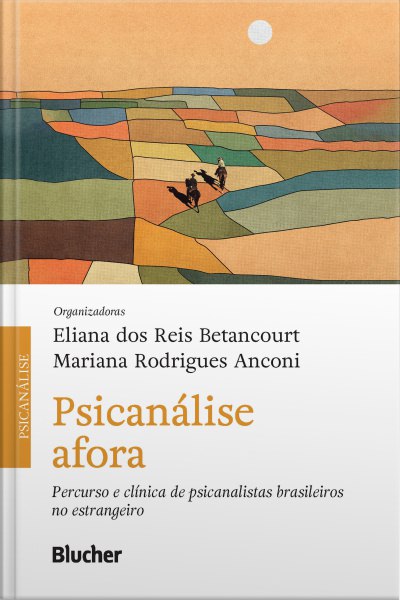 Organizadoras
Eliana dos Reis Betancourt
Mariana Rodrigues Anconi
PSICANÁLISE
Psicanálise
afora
Percurso e clínica de psicanalistas brasileiros
no estrangeiro
Blucher